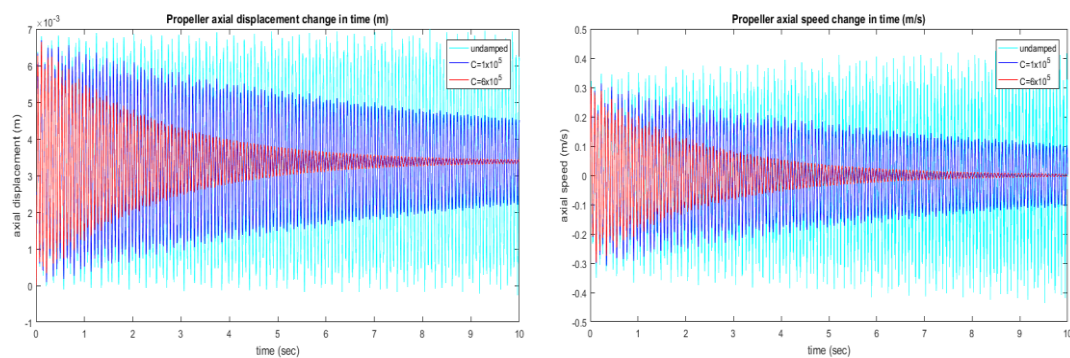 Propeller axial displacement change in time (m)
×10⁻³
7
6
5
4
3
2
1
0
-1
axial displacement (m)
0 1 2 3 4 5 6 7 8 9 10
time (sec)
undamped
C=1x10⁵
C=6x10⁵
Propeller axial speed change in time (m/s)
0.5
0.4
0.3
0.2
0.1
0
-0.1
-0.2
-0.3
-0.4
-0.5
axial speed (m/s)
0 1 2 3 4 5 6 7 8 9 10
time (sec)
undamped
C=1x10⁵
C=6x10⁵